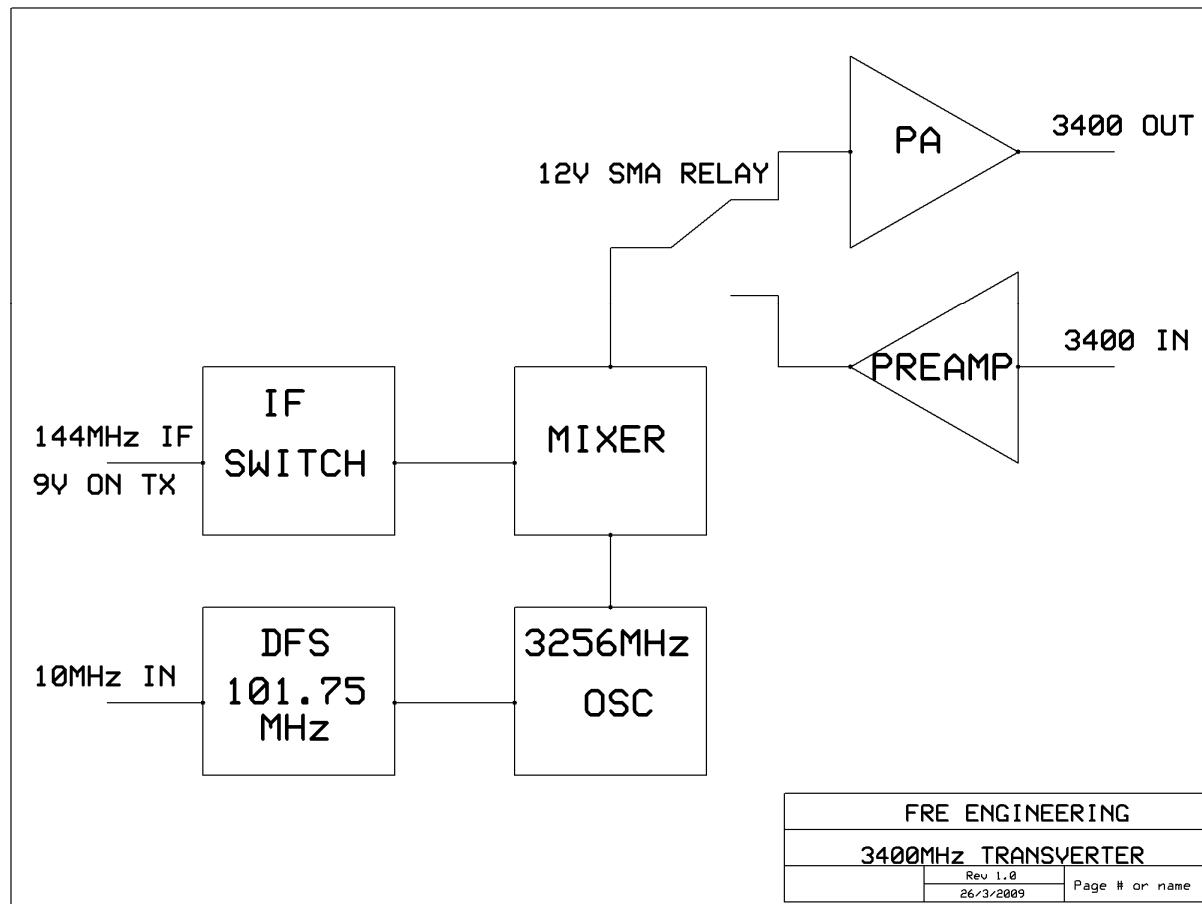 PA
3400 OUT
12V SMA RELAY
3400 IN
PREAMP
IF
SWITCH
MIXER
144MHz IF
9V ON TX
DFS
101.75
MHz
3256MHz
OSC
10MHz IN
FRE ENGINEERING
3400MHz TRANSVERTER
Rev 1.0
26/3/2009
Page # or name